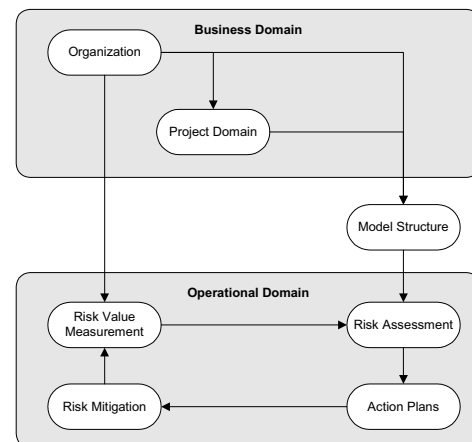 Business Domain
Organization
Project Domain
Model Structure
Operational Domain
Risk Value
Measurement
Risk Assessment
Risk Mitigation
Action Plans